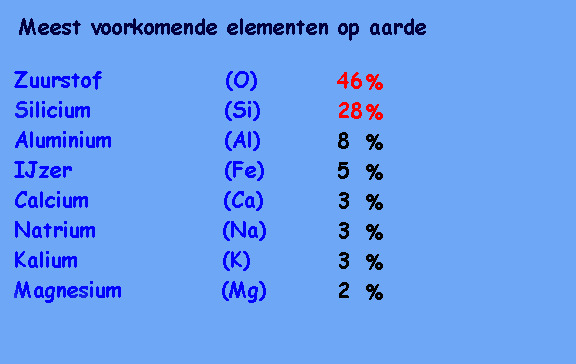 Meest voorkomende elementen op aarde
Zuurstof (O) 46%
Silicium (Si) 28%
Aluminium (Al) 8 %
IJzer (Fe) 5 %
Calcium (Ca) 3 %
Natrium (Na) 3 %
Kalium (K) 3 %
Magnesium (Mg) 2 %